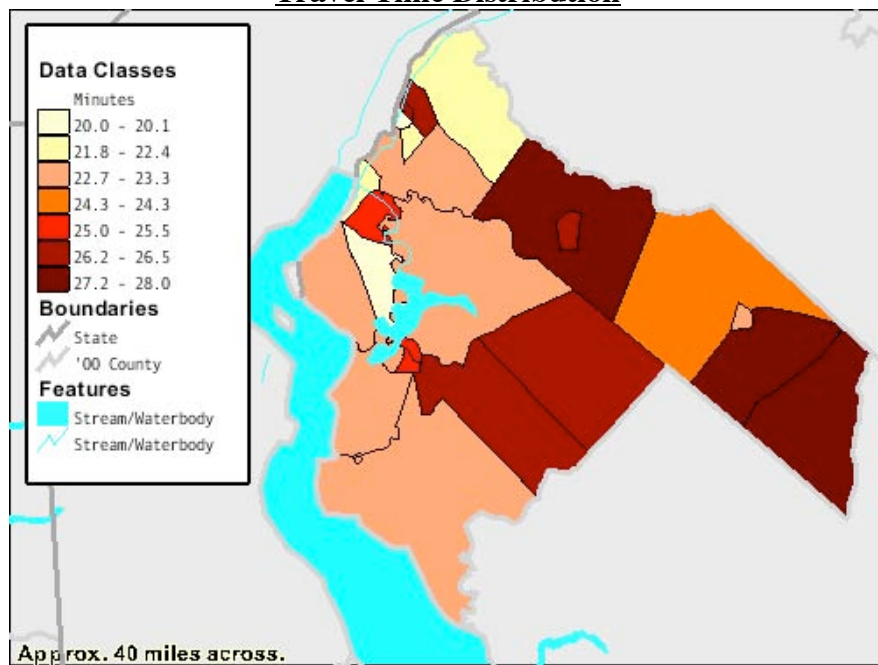 Travel Time Distribution
Data Classes
Minutes
20.0 - 20.1
21.8 - 22.4
22.7 - 23.3
24.3 - 24.3
25.0 - 25.5
26.2 - 26.5
27.2 - 28.0
Boundaries
State
'00 County
Features
Stream/Waterbody
Stream/Waterbody
Approx. 40 miles across.